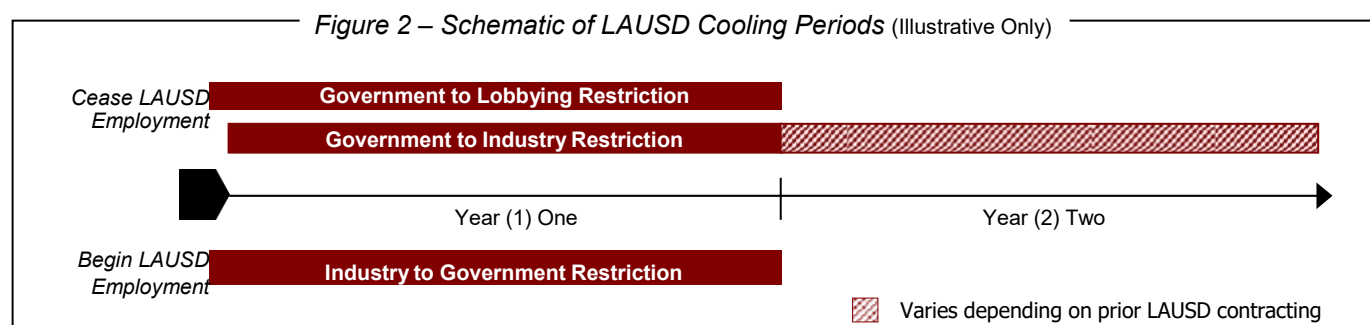 Figure 2 – Schematic of LAUSD Cooling Periods (Illustrative Only)
Cease LAUSD
Employment
Government to Lobbying Restriction
Government to Industry Restriction
Year (1) One
Year (2) Two
Begin LAUSD
Employment
Industry to Government Restriction
Varies depending on prior LAUSD contracting